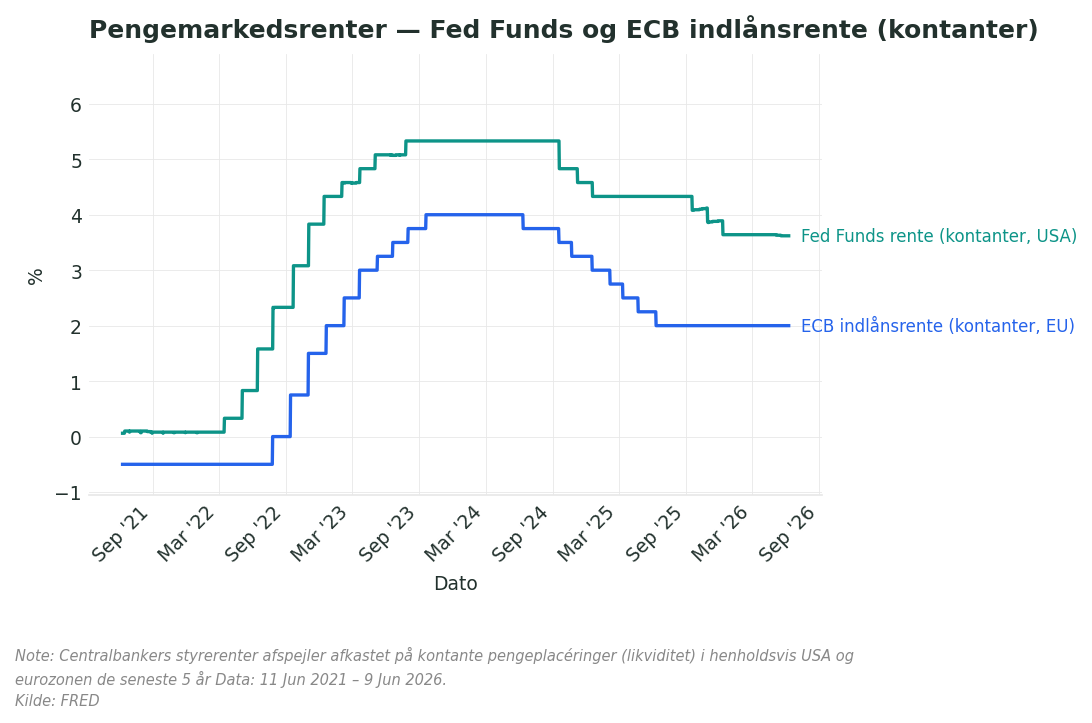 Pengemarkedsrenter — Fed Funds og ECB indlånsrente (kontanter)
6
5
4
3
2
1
0
−1
%
Fed Funds rente (kontanter, USA)
ECB indlånsrente (kontanter, EU)
Sep '21
Mar '22
Sep '22
Mar '23
Sep '23
Mar '24
Sep '24
Mar '25
Sep '25
Mar '26
Sep '26
Dato
Note: Centralbankers styrerenter afspejler afkastet på kontante pengeplacéringer (likviditet) i henholdsvis USA og
eurozonen de seneste 5 år Data: 11 Jun 2021 – 9 Jun 2026.
Kilde: FRED